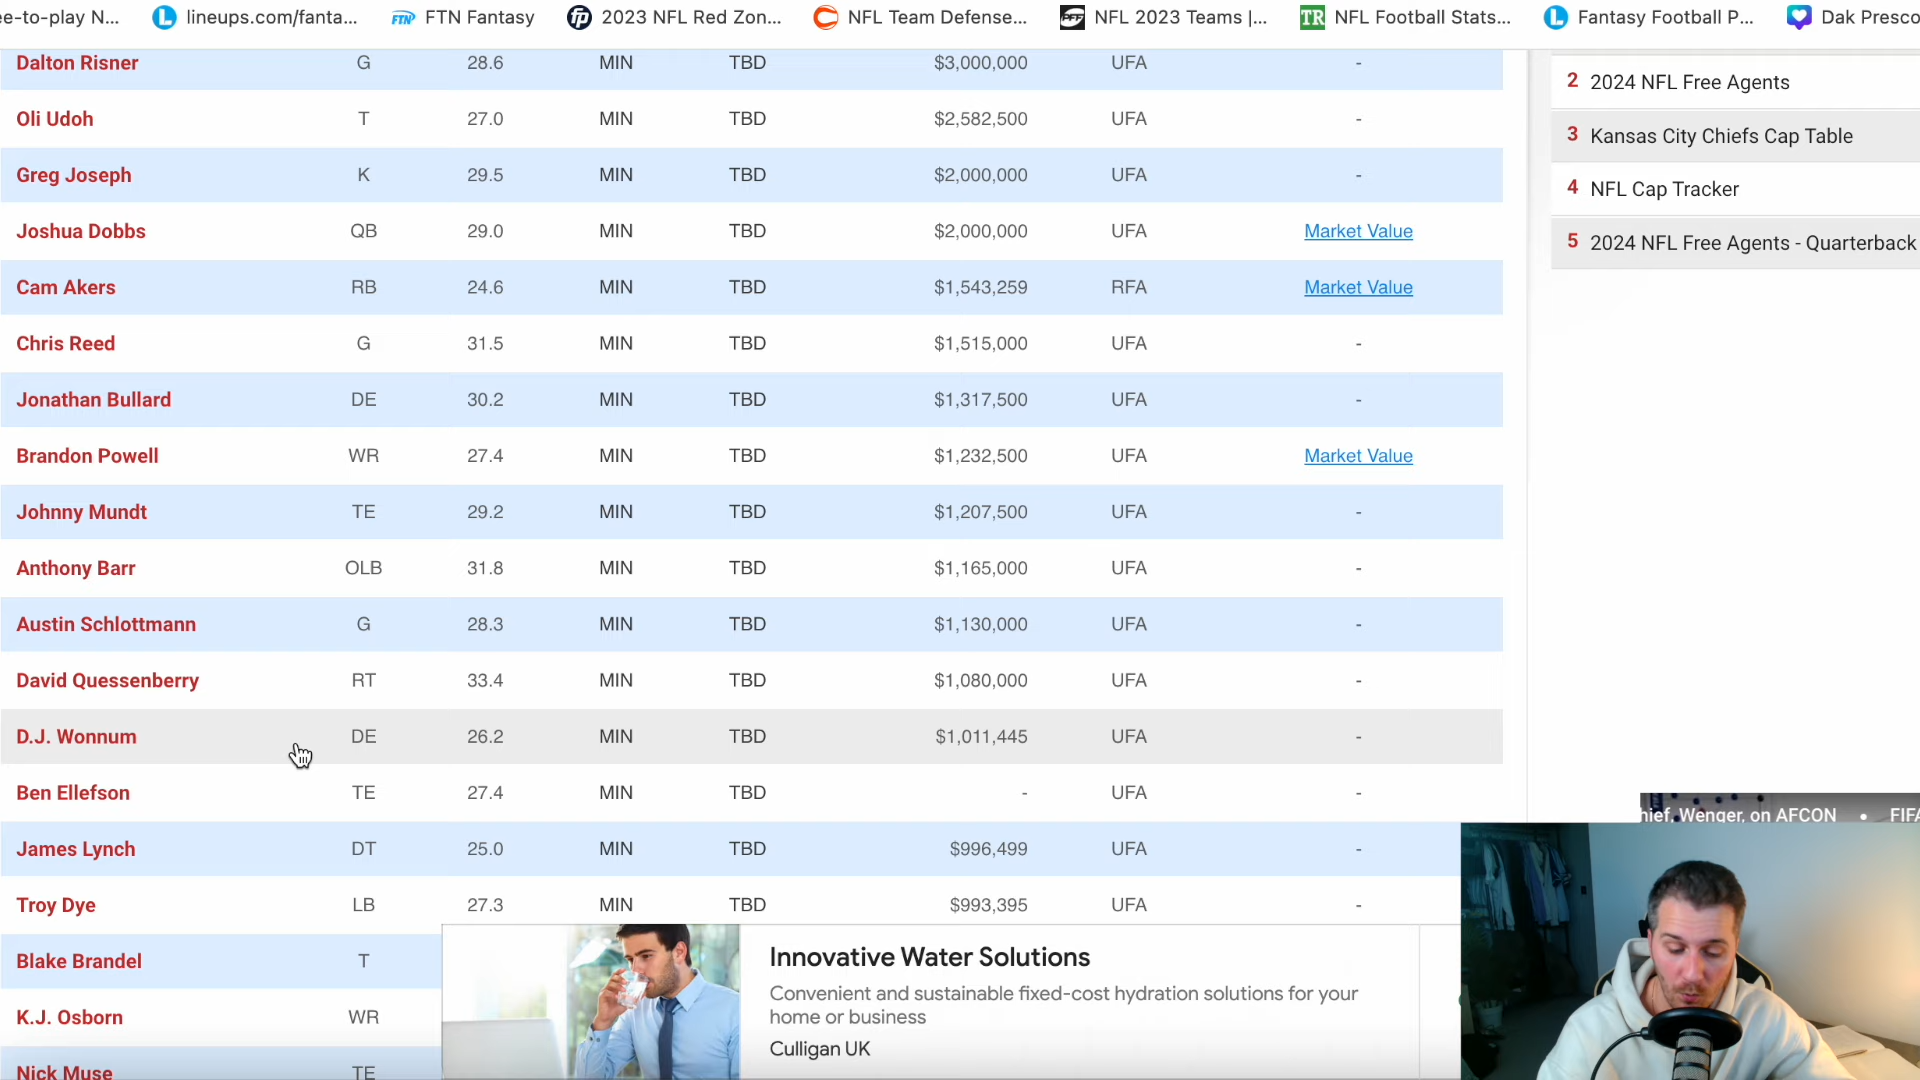 e-to-play N... lineups.com/fanta... FTN FTN Fantasy fp 2023 NFL Red Zon... NFL Team Defense... PFF NFL 2023 Teams |... TR NFL Football Stats... Fantasy Football P... Dak Presco
Dalton Risner G 28.6 MIN TBD $3,000,000 UFA -
Oli Udoh T 27.0 MIN TBD $2,582,500 UFA -
Greg Joseph K 29.5 MIN TBD $2,000,000 UFA -
Joshua Dobbs QB 29.0 MIN TBD $2,000,000 UFA Market Value
Cam Akers RB 24.6 MIN TBD $1,543,259 RFA Market Value
Chris Reed G 31.5 MIN TBD $1,515,000 UFA -
Jonathan Bullard DE 30.2 MIN TBD $1,317,500 UFA -
Brandon Powell WR 27.4 MIN TBD $1,232,500 UFA Market Value
Johnny Mundt TE 29.2 MIN TBD $1,207,500 UFA -
Anthony Barr OLB 31.8 MIN TBD $1,165,000 UFA -
Austin Schlottmann G 28.3 MIN TBD $1,130,000 UFA -
David Quessenberry RT 33.4 MIN TBD $1,080,000 UFA -
D.J. Wonnum DE 26.2 MIN TBD $1,011,445 UFA -
Ben Ellefson TE 27.4 MIN TBD - UFA -
James Lynch DT 25.0 MIN TBD $996,499 UFA -
Troy Dye LB 27.3 MIN TBD $993,395 UFA -
Blake Brandel T
K.J. Osborn WR
Nick Muse TE
2 2024 NFL Free Agents
3 Kansas City Chiefs Cap Table
4 NFL Cap Tracker
5 2024 NFL Free Agents - Quarterback
hief, Wenger, on AFCON • FIFA
Innovative Water Solutions
Convenient and sustainable fixed-cost hydration solutions for your
home or business
Culligan UK